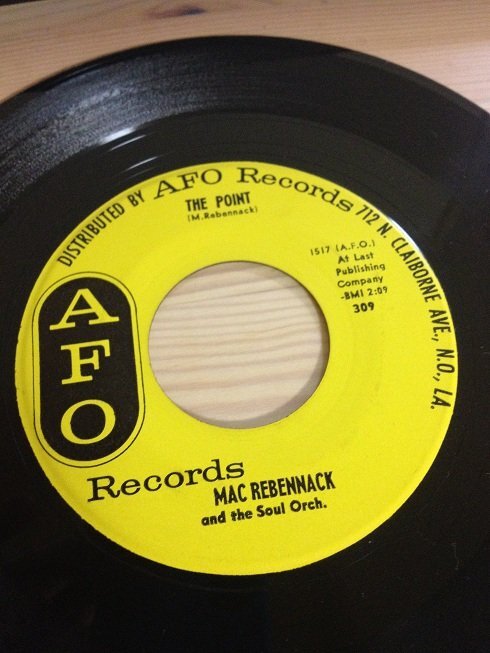 DISTRIBUTED BY AFO Records 712 N. CLAIBORNE AVE., N.O., LA.
THE POINT
(M.Rebennack)
1517 (A.F.O.)
At Last
Publishing
Company
-BMI 2:09
309
AFO
Records
MAC REBENNACK
and the Soul Orch.